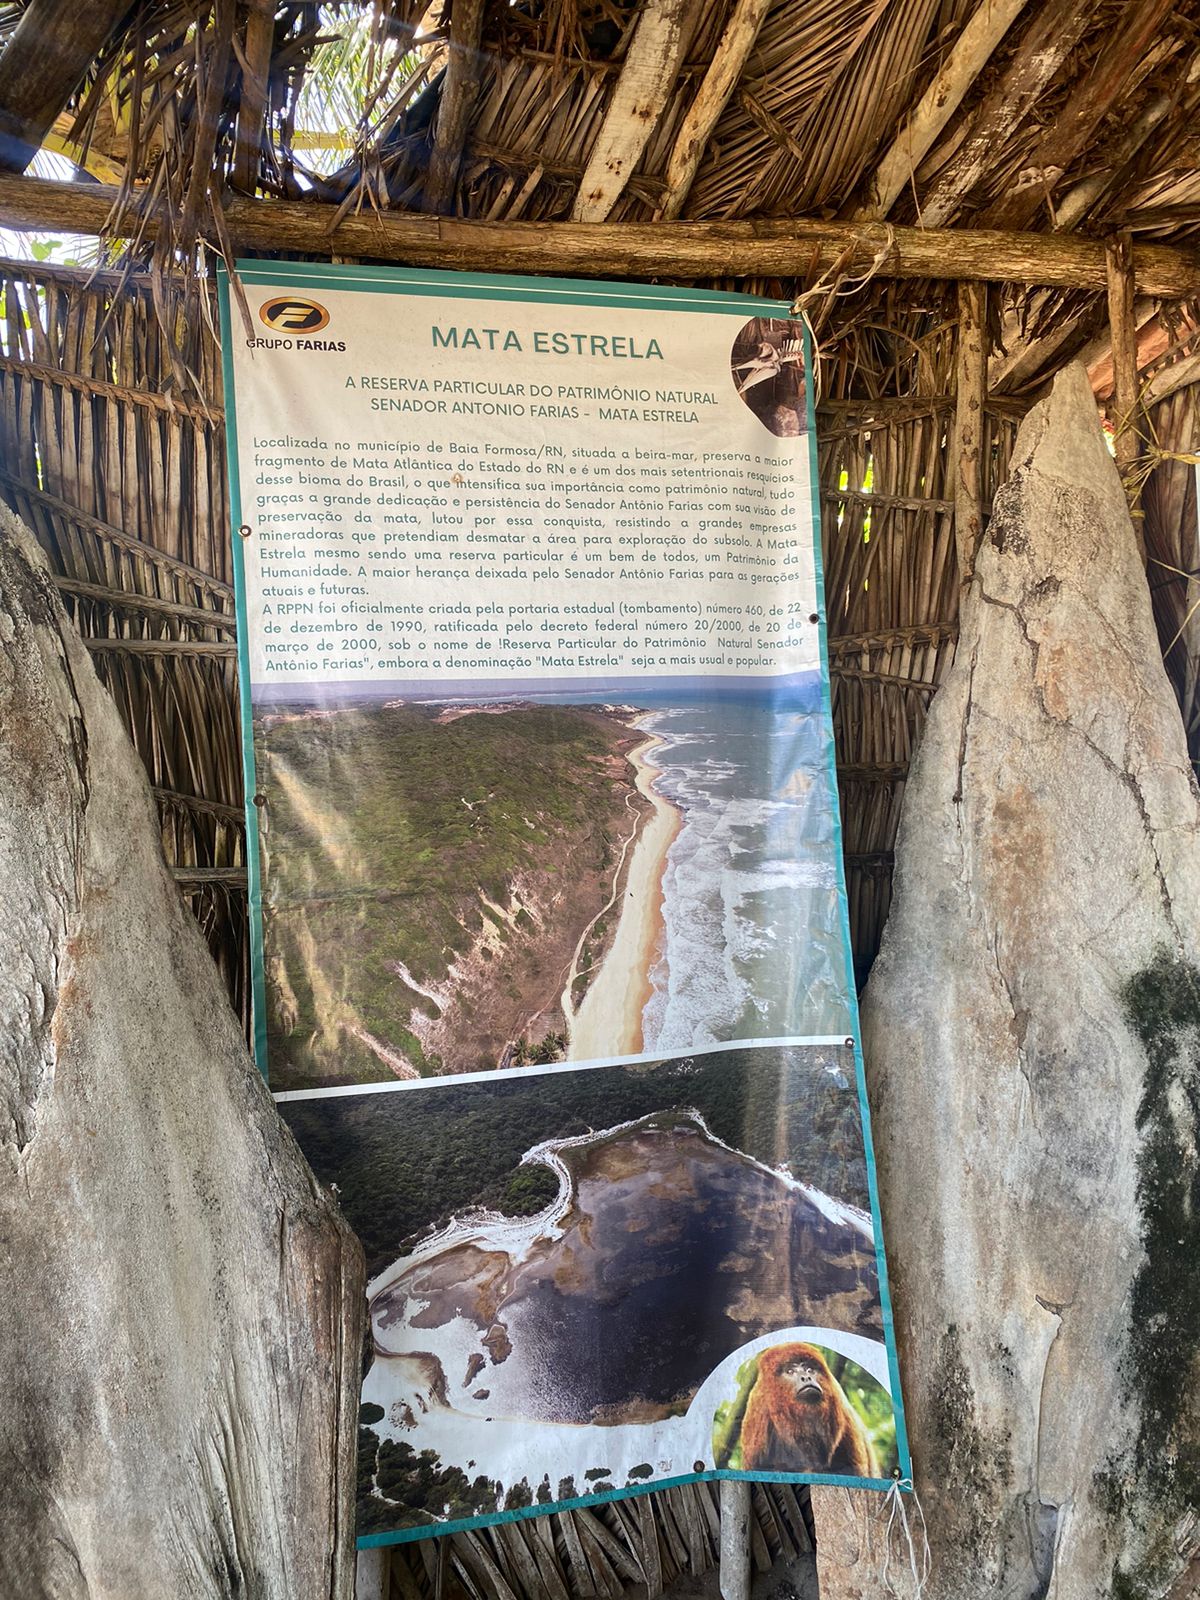 GRUPO FARIAS
MATA ESTRELA
A RESERVA PARTICULAR DO PATRIMÔNIO NATURAL
SENADOR ANTONIO FARIAS - MATA ESTRELA
Localizada no município de Baia Formosa/RN, situada a beira-mar, preserva a maior
fragmento de Mata Atlântica do Estado do RN e é um dos mais setentrionais resquícios
desse bioma do Brasil, o que intensifica sua importância como patrimônio natural, tudo
graças a grande dedicação e persistência do Senador Antônio Farias com sua visão de
preservação da mata, lutou por essa conquista, resistindo a grandes empresas
mineradoras que pretendiam desmatar a área para exploração do subsolo. A Mata
Estrela mesmo sendo uma reserva particular é um bem de todos, um Patrimônio da
Humanidade. A maior herança deixada pelo Senador Antônio Farias para as gerações
atuais e futuras.
A RPPN foi oficialmente criada pela portaria estadual (tombamento) número 460, de 22
de dezembro de 1990, ratificada pelo decreto federal número 20/2000, de 20 de
março de 2000, sob o nome de !Reserva Particular do Patrimônio Natural Senador
Antônio Farias", embora a denominação "Mata Estrela" seja a mais usual e popular.